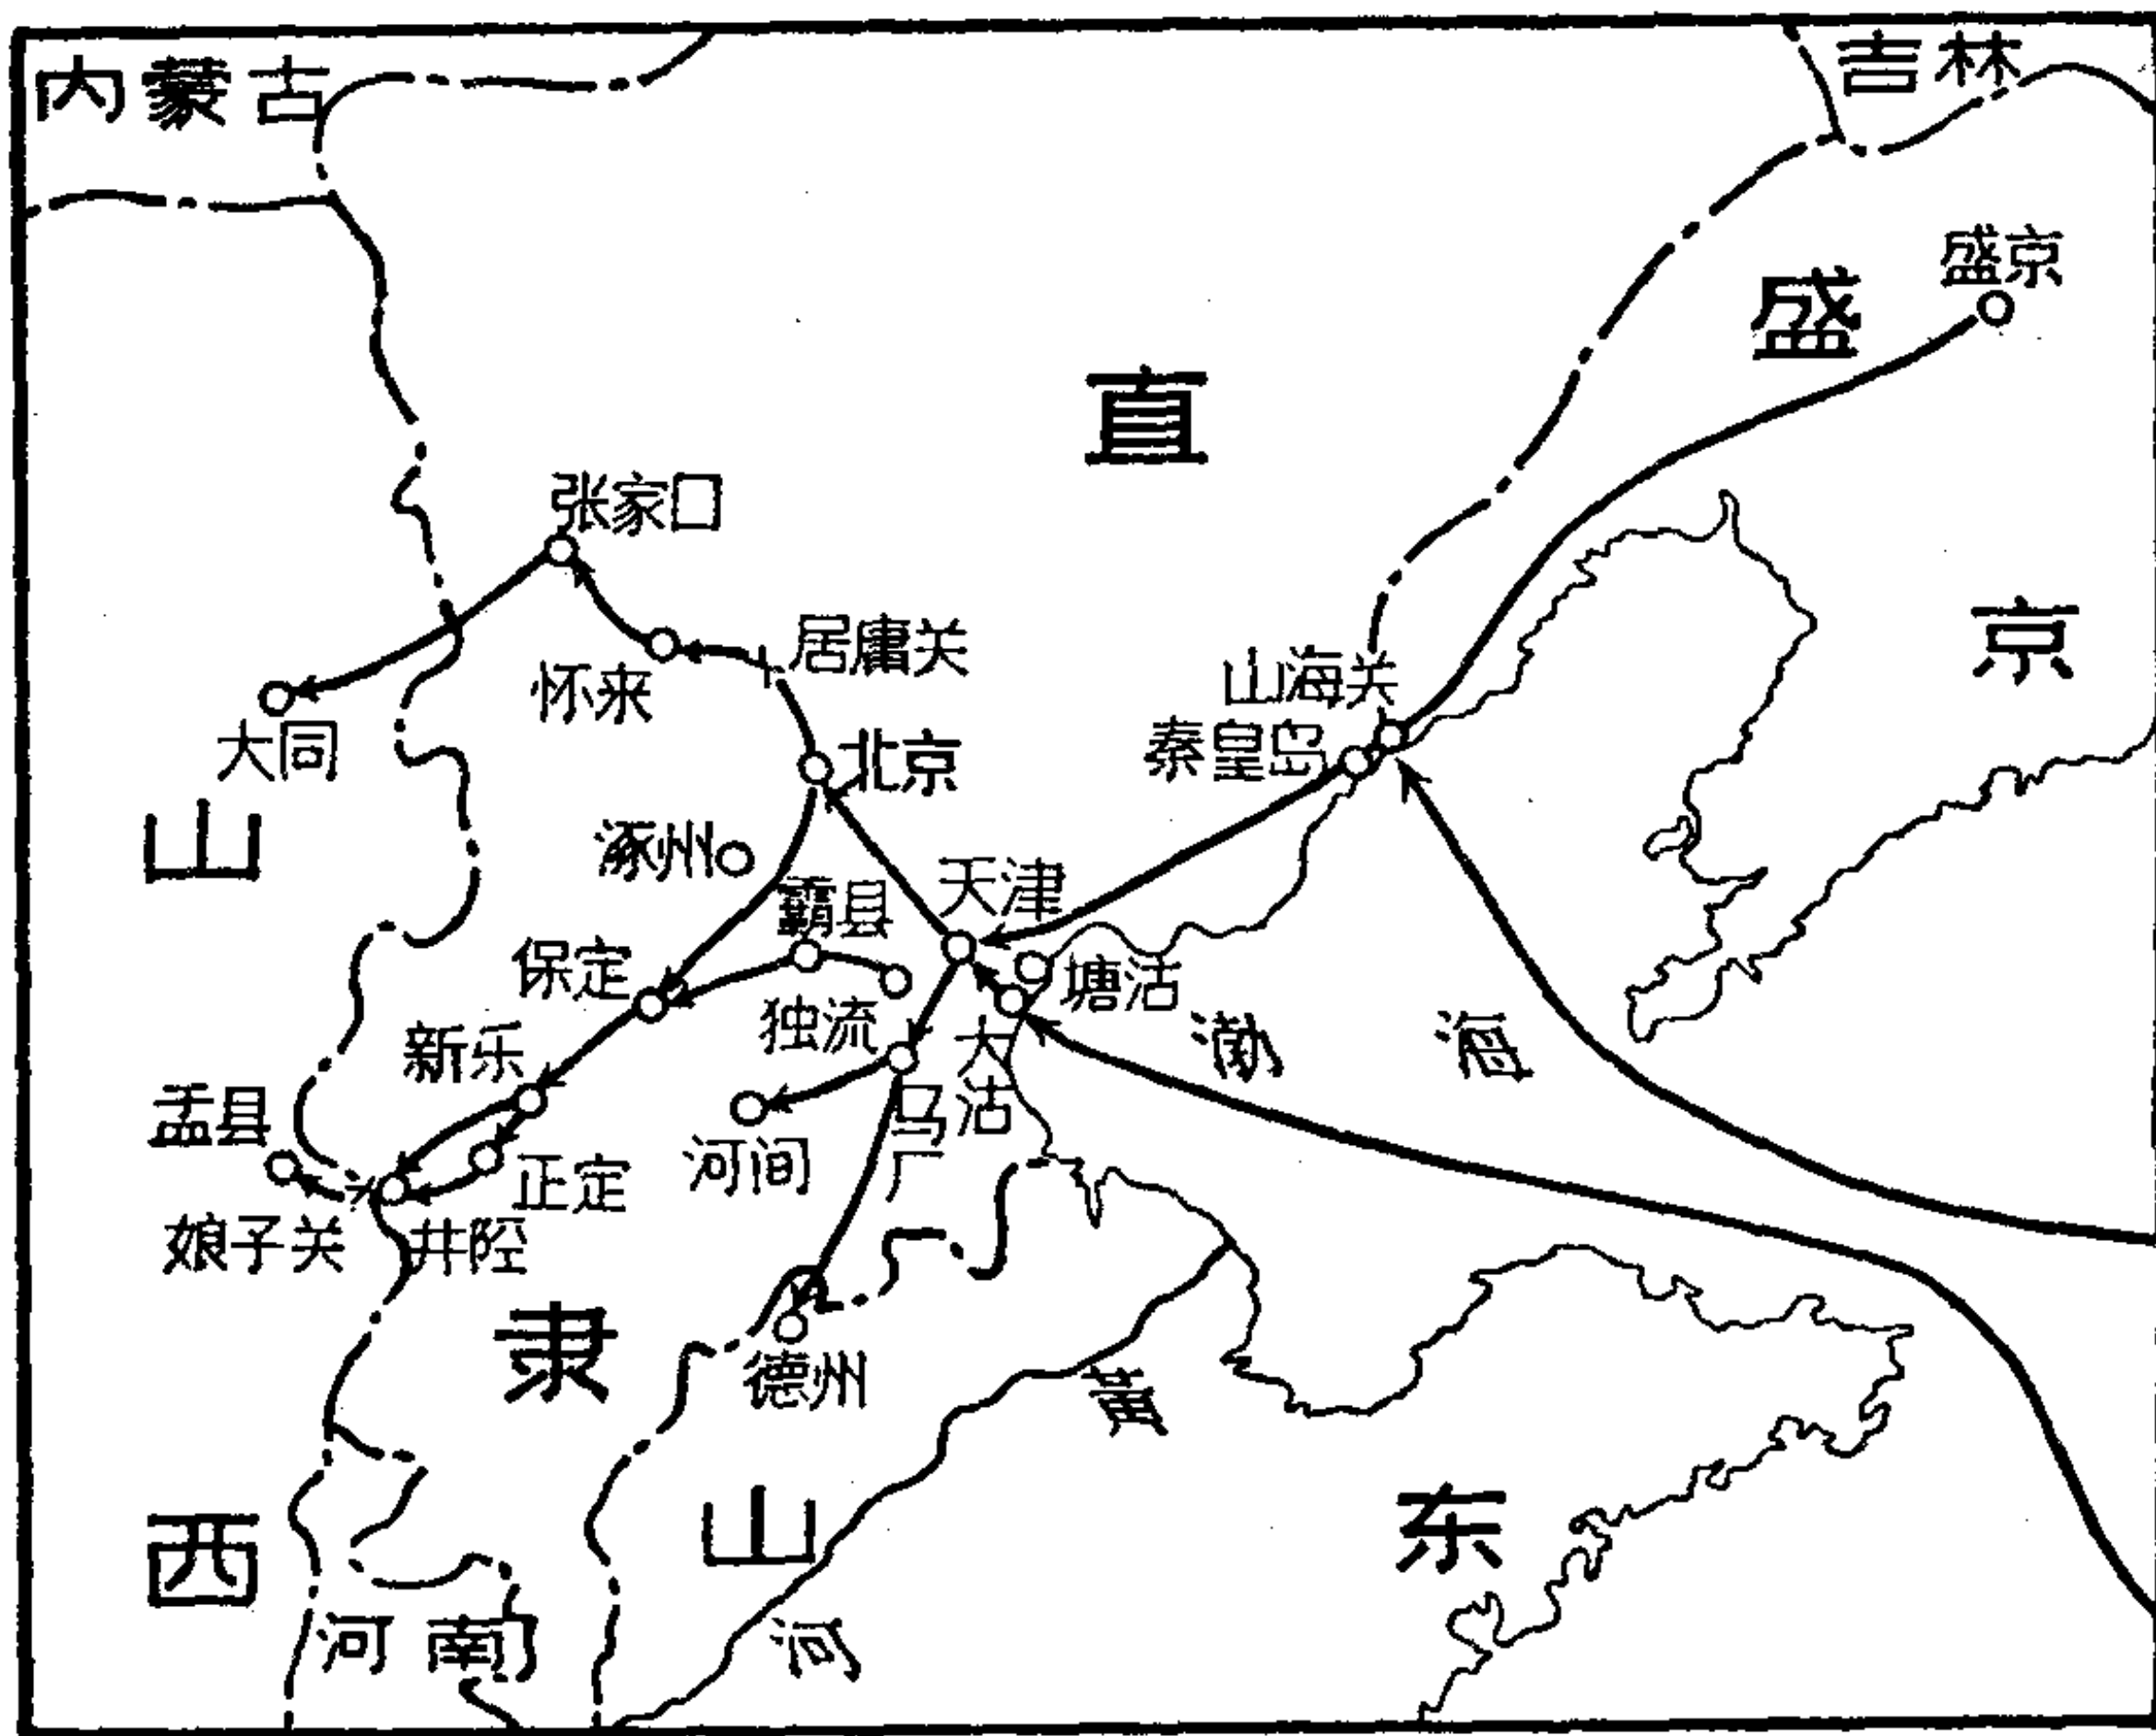 内蒙古
吉林
盛京
盛京
直隶
张家口
居庸关
怀来
大同
山海关
秦皇岛
北京
涿州
霸县
天津
保定
塘沽
独流
大沽
新乐
渤海
马厂
盂县
河间
正定
娘子关
井陉
德州
黄河
山西
山东
河南